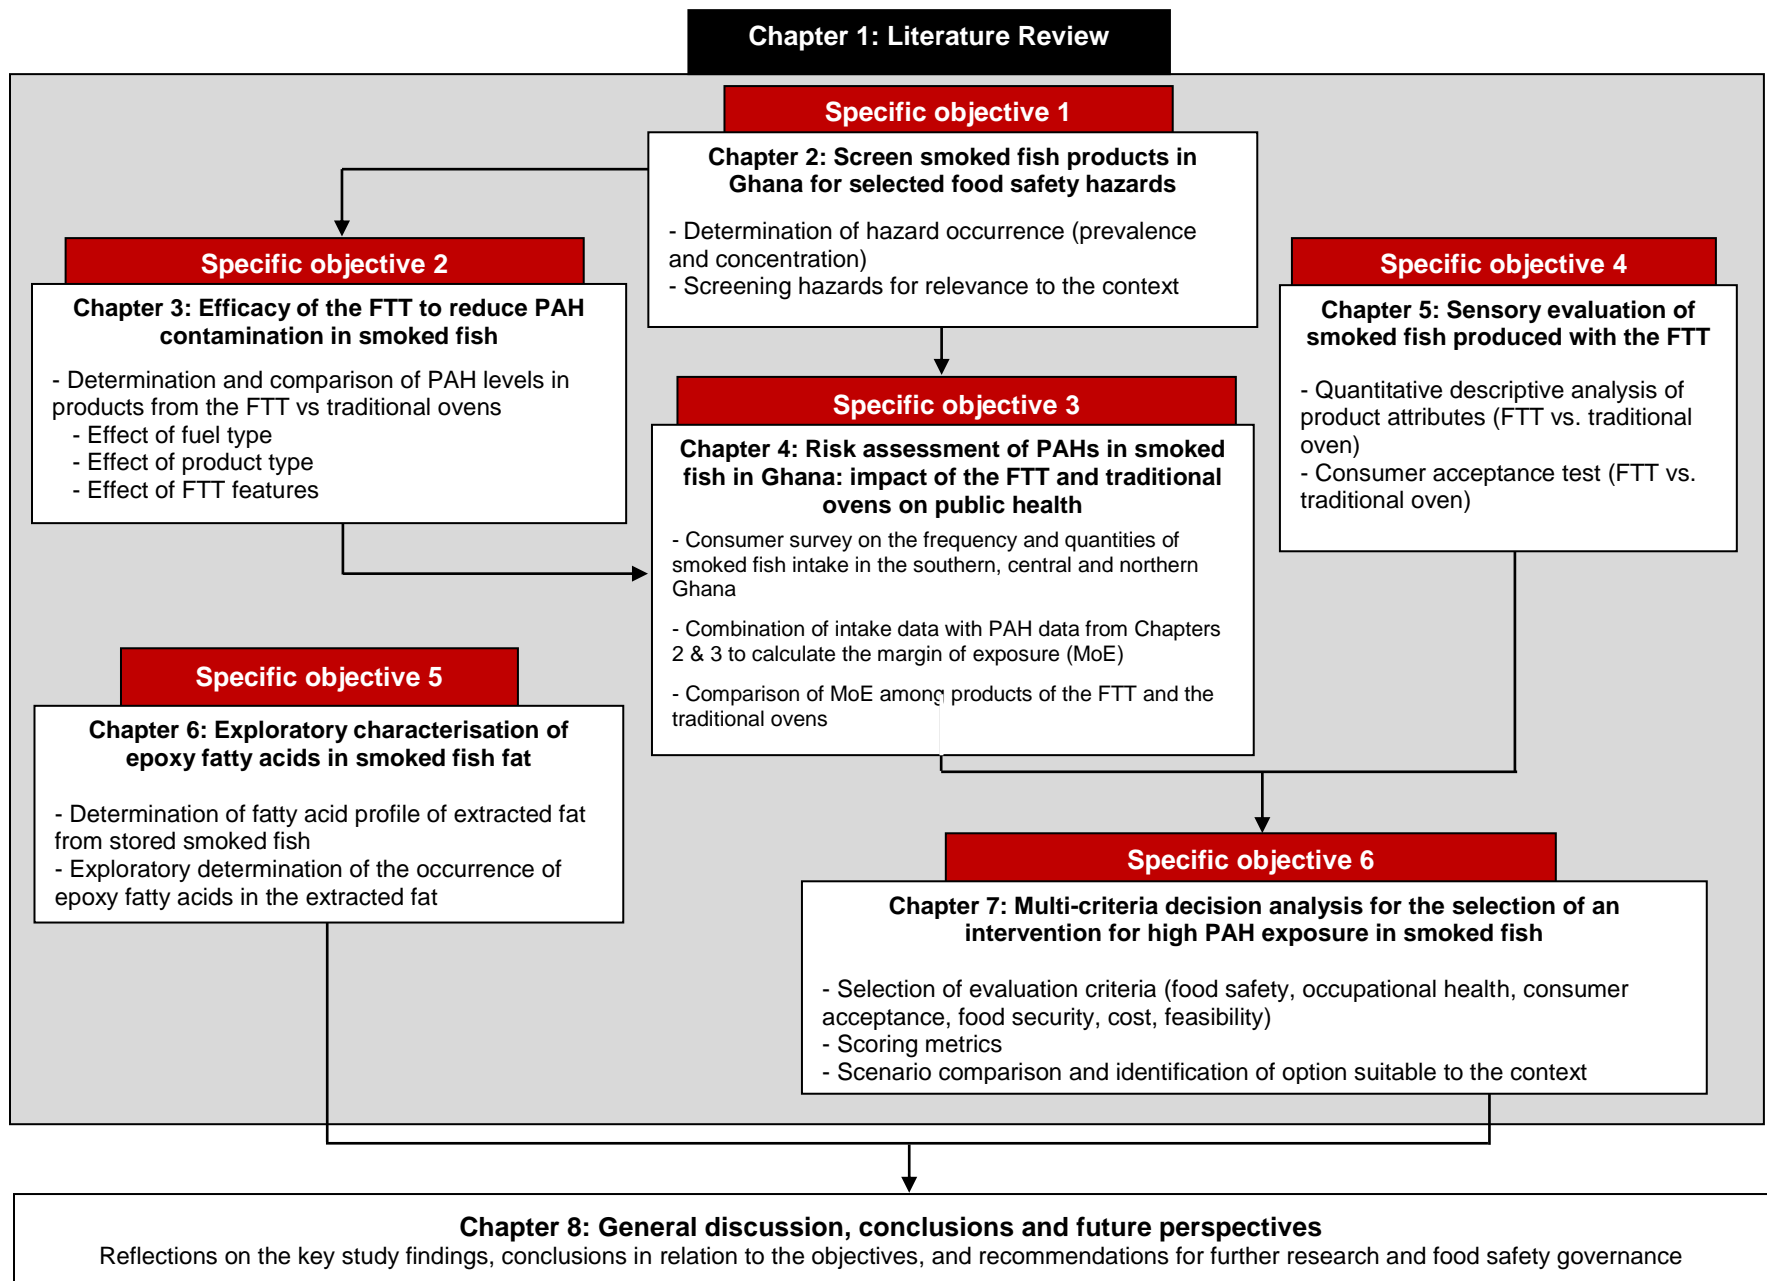 Chapter 1: Literature Review
Specific objective 1
Chapter 2: Screen smoked fish products in
Ghana for selected food safety hazards
- Determination of hazard occurrence (prevalence
and concentration)
- Screening hazards for relevance to the context
Specific objective 2
Chapter 3: Efficacy of the FTT to reduce PAH
contamination in smoked fish
- Determination and comparison of PAH levels in
products from the FTT vs traditional ovens
- Effect of fuel type
- Effect of product type
- Effect of FTT features
Specific objective 4
Chapter 5: Sensory evaluation of
smoked fish produced with the FTT
- Quantitative descriptive analysis of
product attributes (FTT vs. traditional
oven)
- Consumer acceptance test (FTT vs.
traditional oven)
Specific objective 3
Chapter 4: Risk assessment of PAHs in smoked
fish in Ghana: impact of the FTT and traditional
ovens on public health
- Consumer survey on the frequency and quantities of
smoked fish intake in the southern, central and northern
Ghana
- Combination of intake data with PAH data from Chapters
2 & 3 to calculate the margin of exposure (MoE)
- Comparison of MoE among products of the FTT and the
traditional ovens
Specific objective 5
Chapter 6: Exploratory characterisation of
epoxy fatty acids in smoked fish fat
- Determination of fatty acid profile of extracted fat
from stored smoked fish
- Exploratory determination of the occurrence of
epoxy fatty acids in the extracted fat
Specific objective 6
Chapter 7: Multi-criteria decision analysis for the selection of an
intervention for high PAH exposure in smoked fish
- Selection of evaluation criteria (food safety, occupational health, consumer
acceptance, food security, cost, feasibility)
- Scoring metrics
- Scenario comparison and identification of option suitable to the context
Chapter 8: General discussion, conclusions and future perspectives
Reflections on the key study findings, conclusions in relation to the objectives, and recommendations for further research and food safety governance